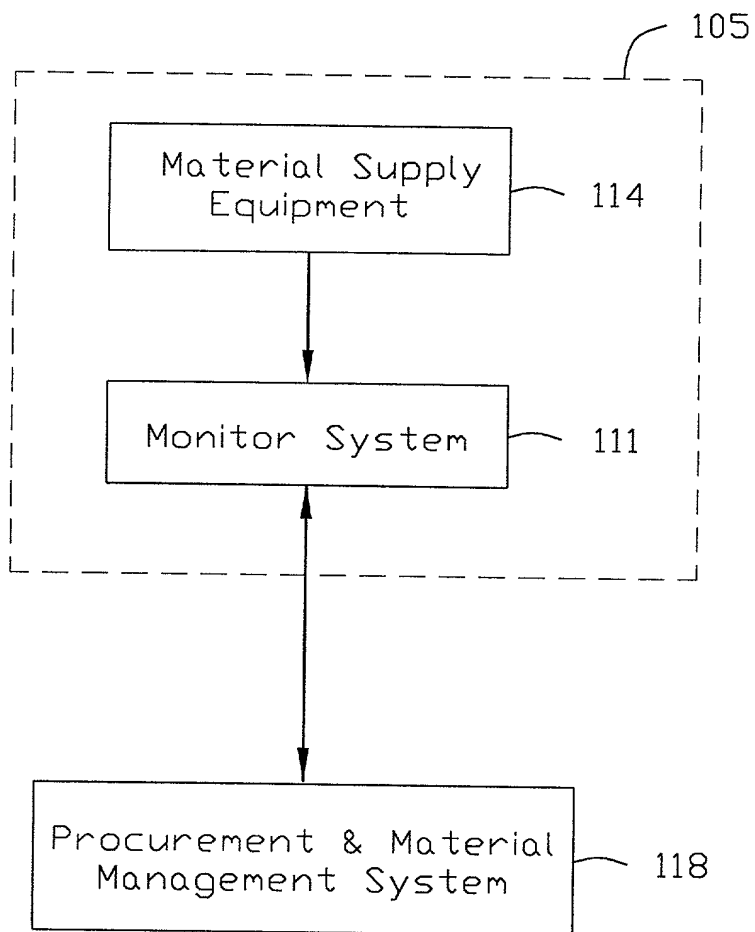 105
Material Supply
Equipment
114
Monitor System
111
Procurement & Material
Management System
118